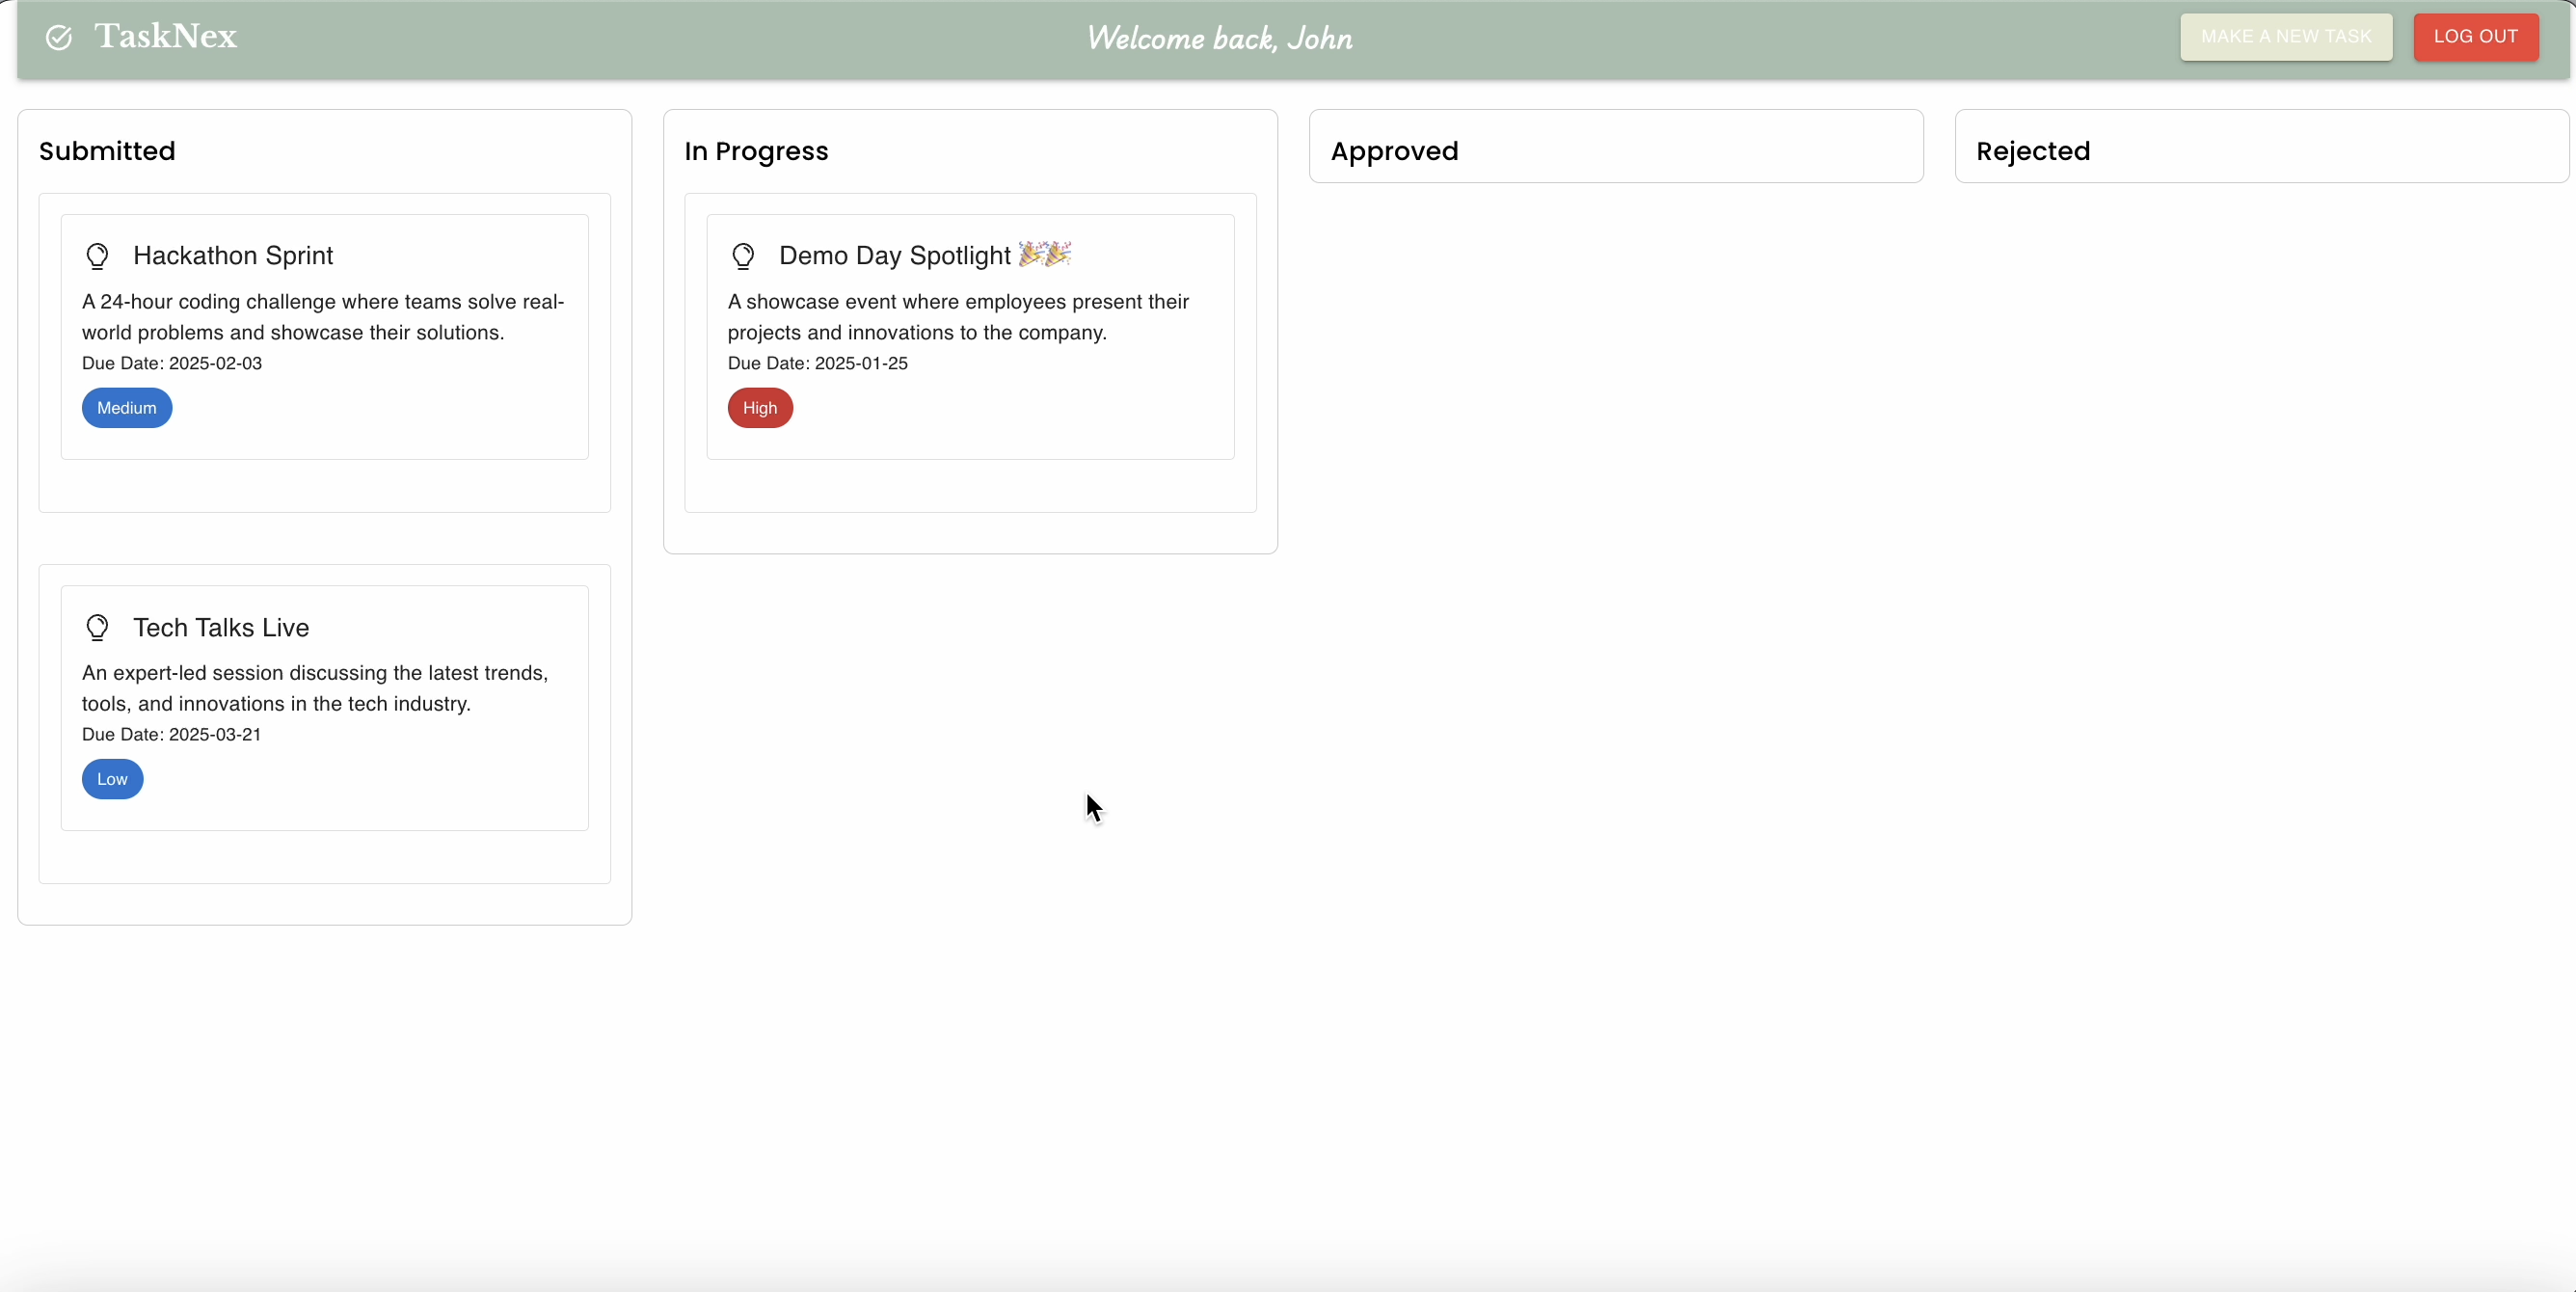 TaskNex
Welcome back, John
MAKE A NEW TASK
LOG OUT
Submitted
Hackathon Sprint
A 24-hour coding challenge where teams solve real-
world problems and showcase their solutions.
Due Date: 2025-02-03
Medium
Tech Talks Live
An expert-led session discussing the latest trends,
tools, and innovations in the tech industry.
Due Date: 2025-03-21
Low
In Progress
Demo Day Spotlight 🎉🎉
A showcase event where employees present their
projects and innovations to the company.
Due Date: 2025-01-25
High
Approved
Rejected